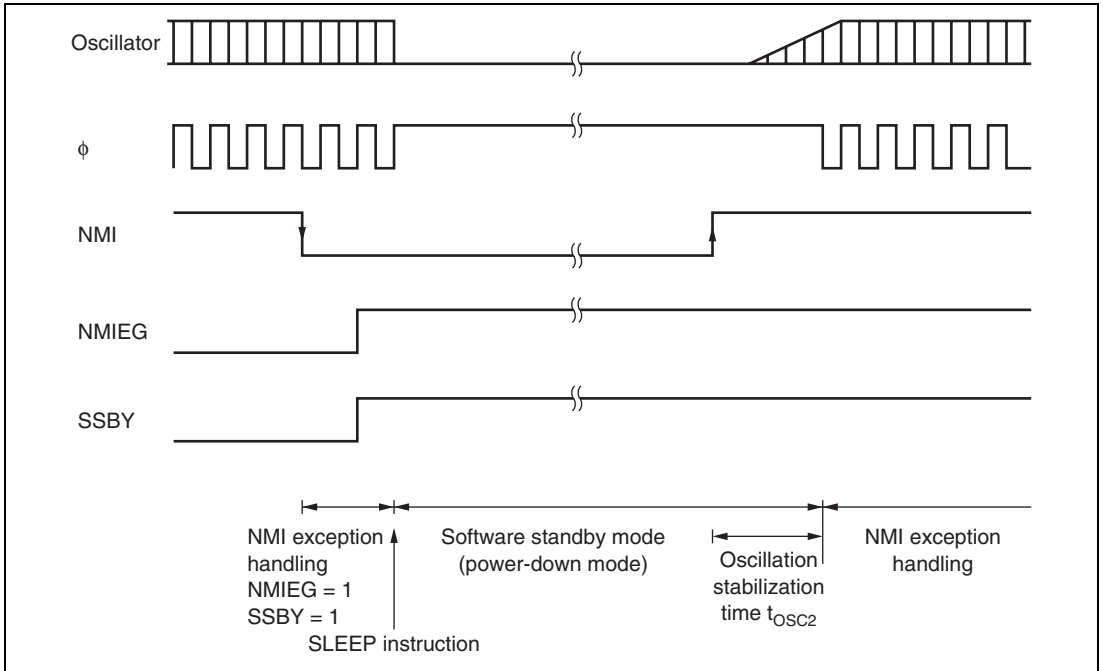 Oscillator
ϕ
NMI
NMIEG
SSBY
NMI exception
handling
NMIEG = 1
SSBY = 1
SLEEP instruction
Software standby mode
(power-down mode)
Oscillation
stabilization
time tOSC2
NMI exception
handling